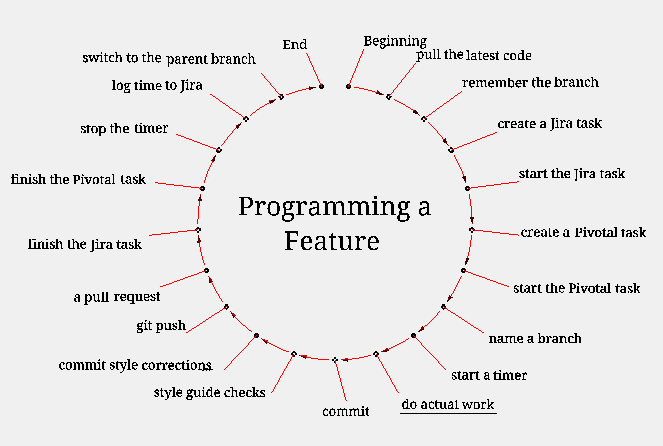 Beginning
pull the latest code
remember the branch
create a Jira task
start the Jira task
create a Pivotal task
start the Pivotal task
name a branch
start a timer
do actual work
commit
style guide checks
commit style corrections
git push
a pull request
finish the Jira task
finish the Pivotal task
stop the timer
log time to Jira
switch to the parent branch
End
Programming a
Feature